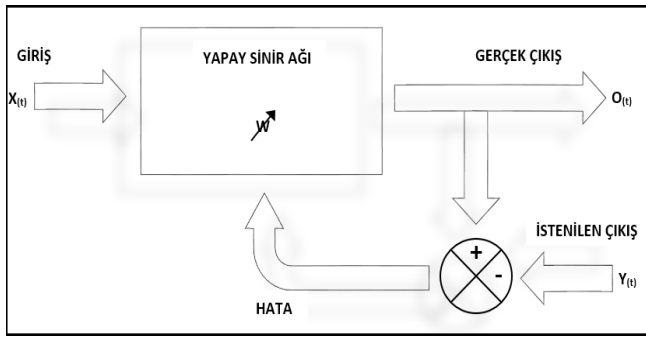 GİRİŞ
YAPAY SİNİR AĞI
GERÇEK ÇIKIŞ
X(t)
O(t)
W
+
-
İSTENİLEN ÇIKIŞ
Y(t)
HATA